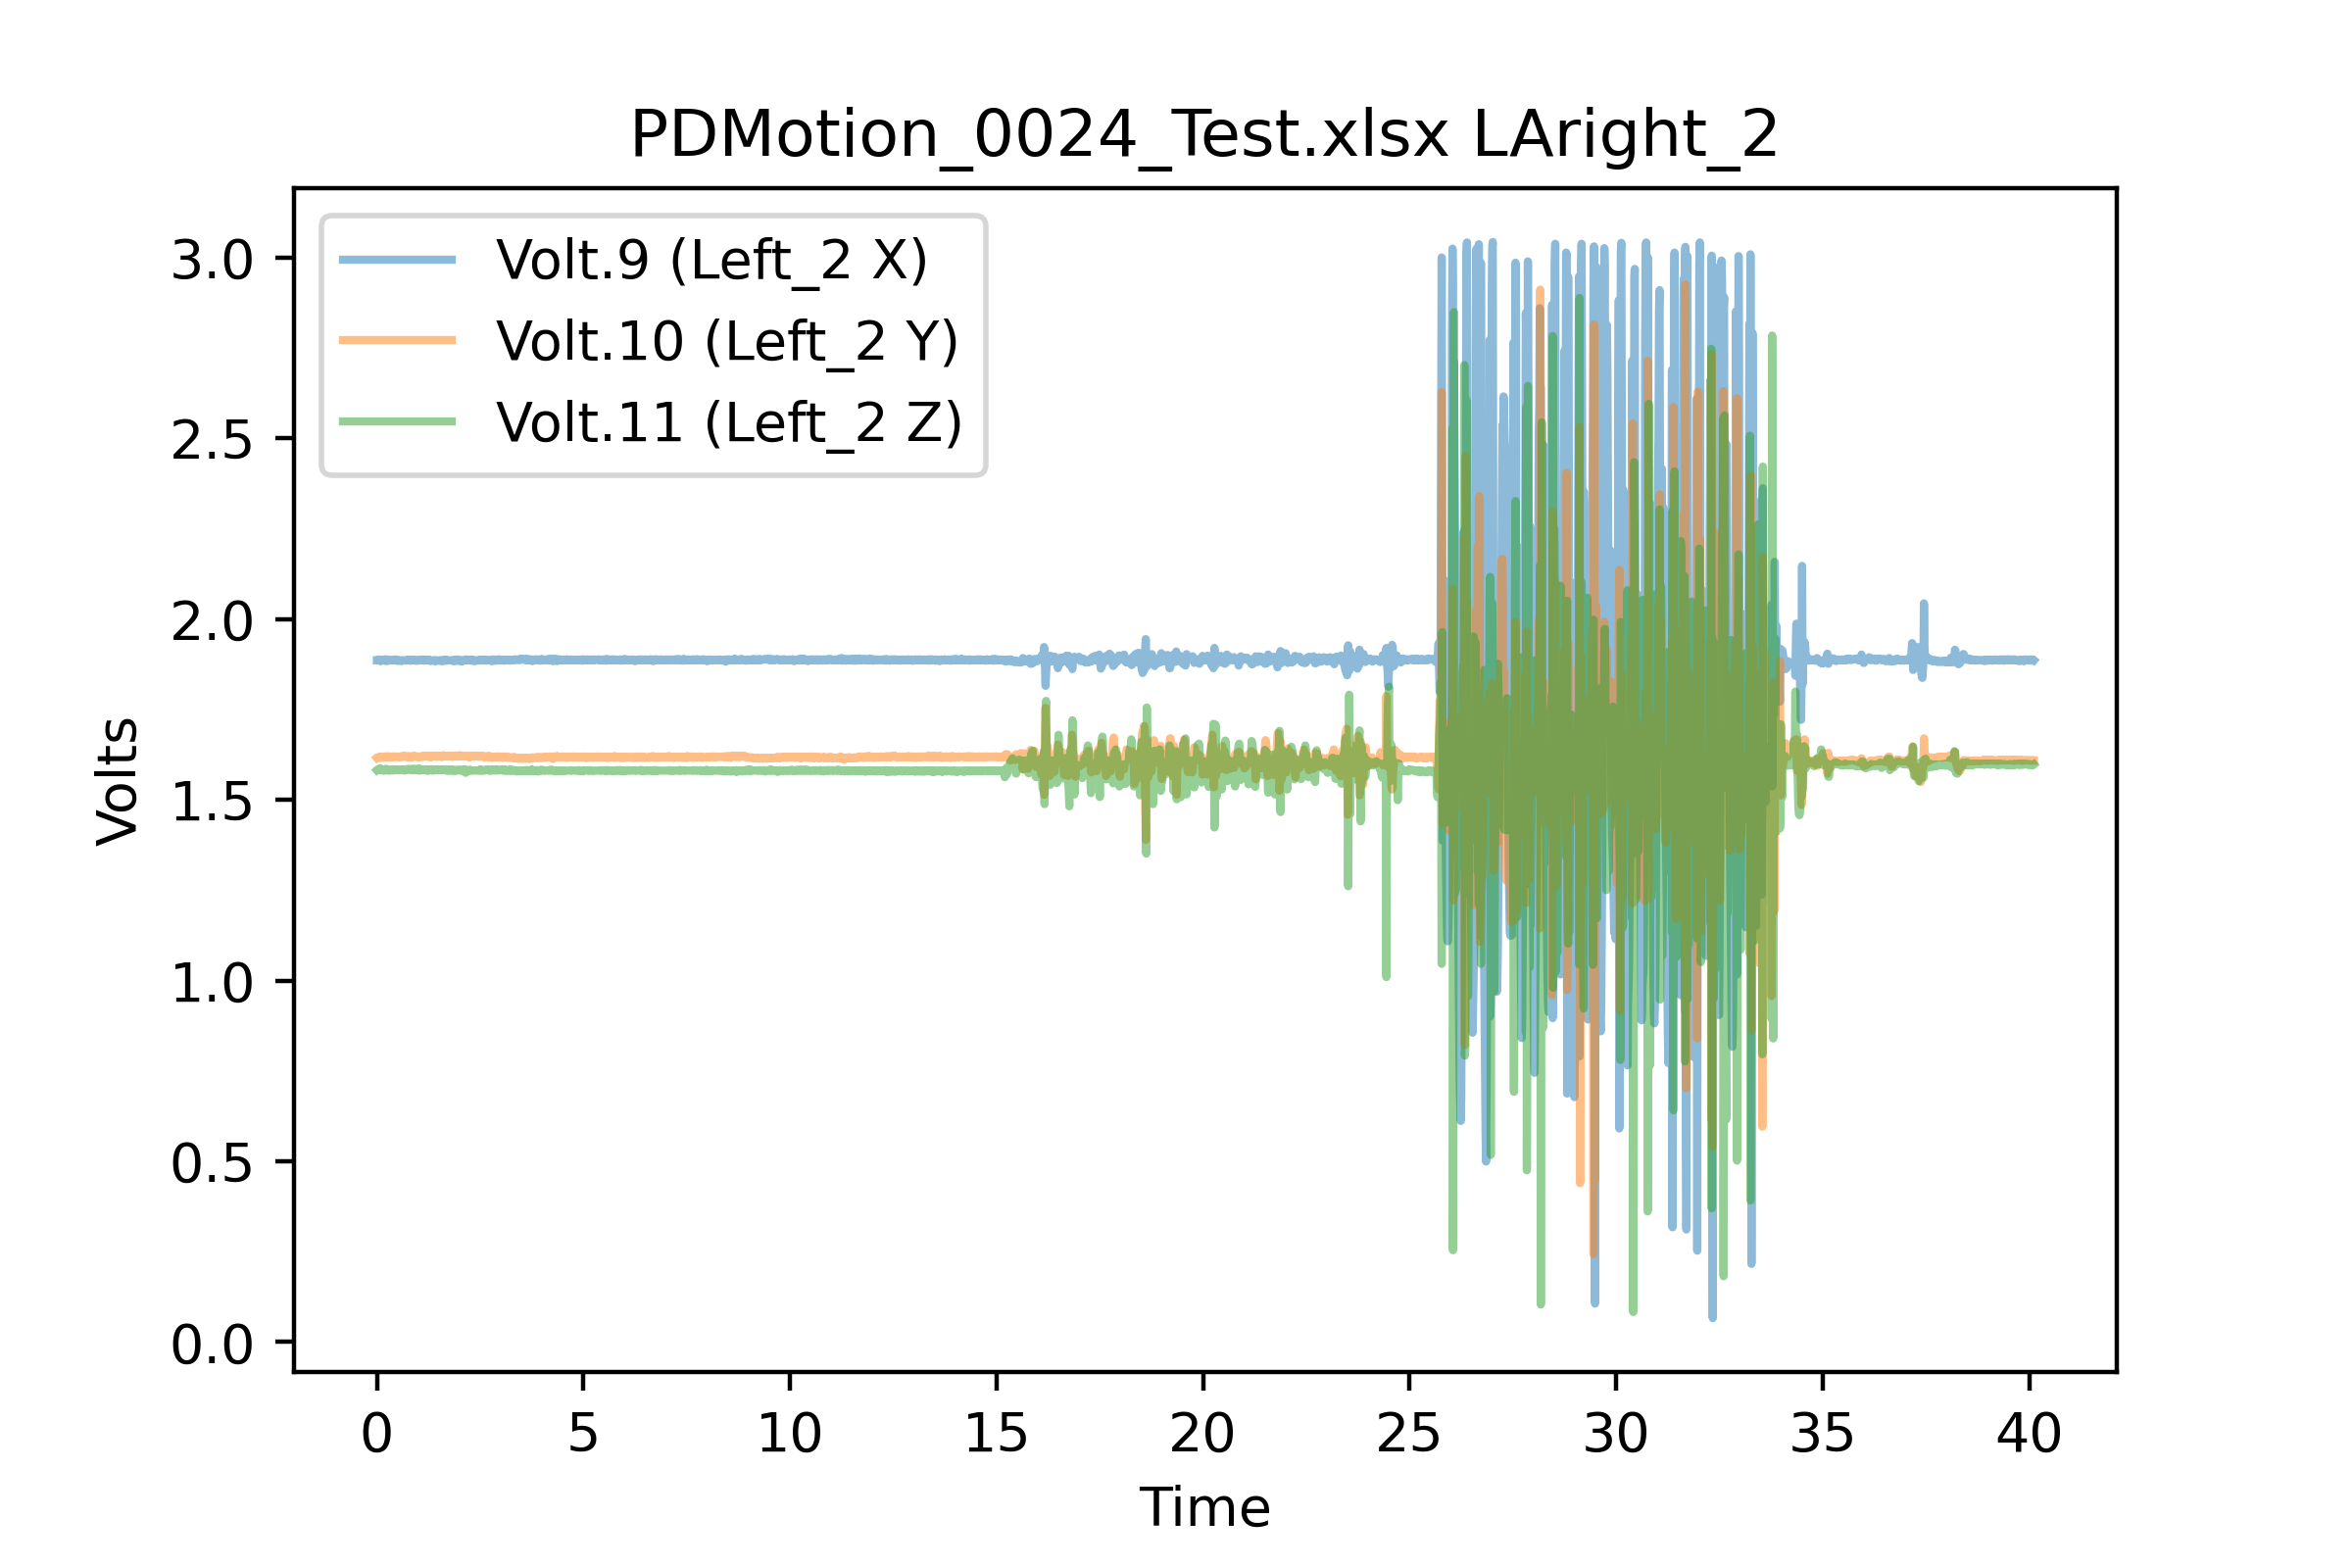 PDMotion_0024_Test.xlsx LAright_2
Volt.9 (Left_2 X)
Volt.10 (Left_2 Y)
Volt.11 (Left_2 Z)
Volts
3.0
2.5
2.0
1.5
1.0
0.5
0.0
0 5 10 15 20 25 30 35 40
Time